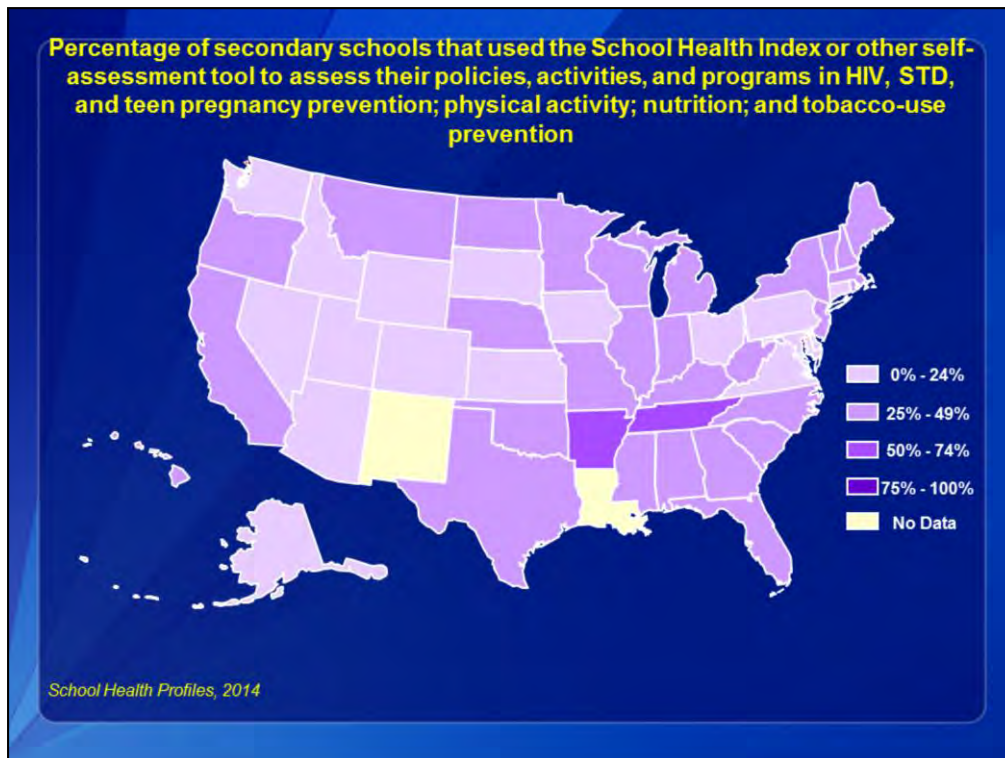 Percentage of secondary schools that used the School Health Index or other self-
assessment tool to assess their policies, activities, and programs in HIV, STD,
and teen pregnancy prevention; physical activity; nutrition; and tobacco-use
prevention
0% - 24%
25% - 49%
50% - 74%
75% - 100%
No Data
School Health Profiles, 2014